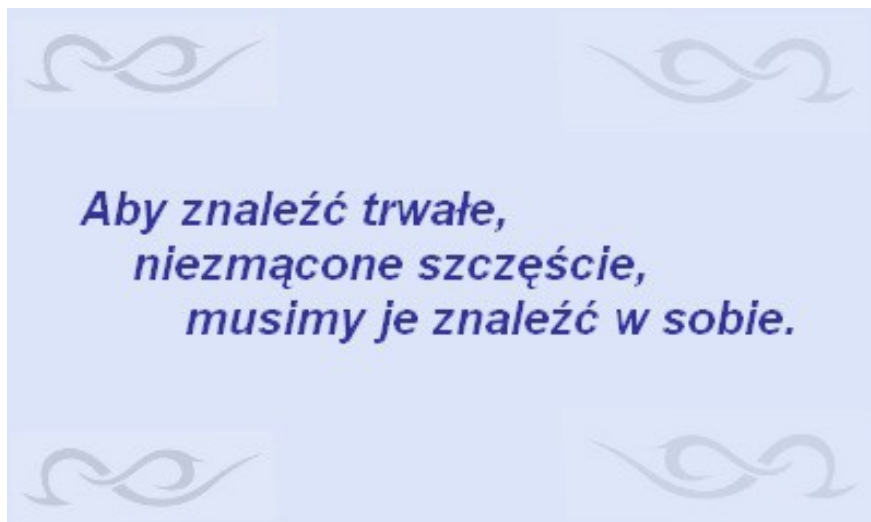 Aby znaleźć trwałe,
niezmącone szczęście,
musimy je znaleźć w sobie.